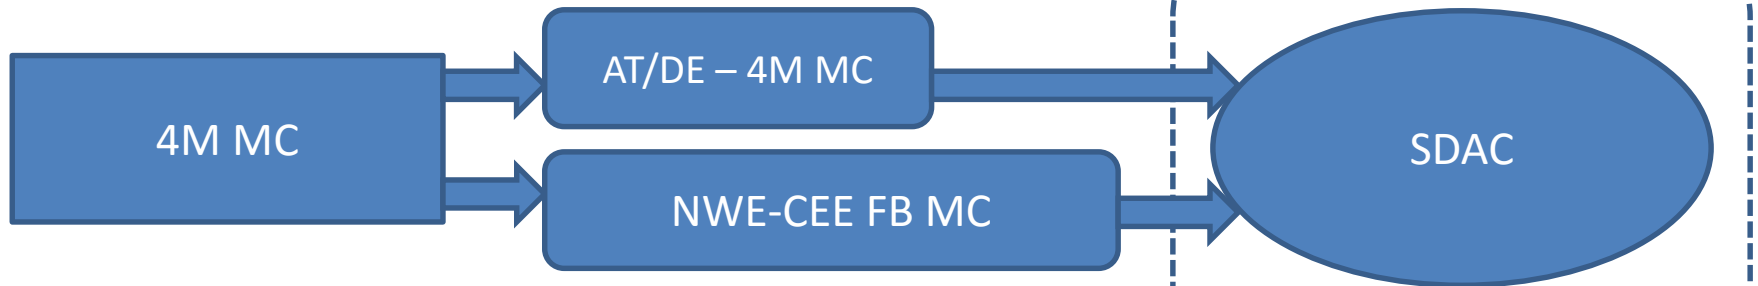 4M MC
AT/DE – 4M MC
NWE-CEE FB MC
SDAC